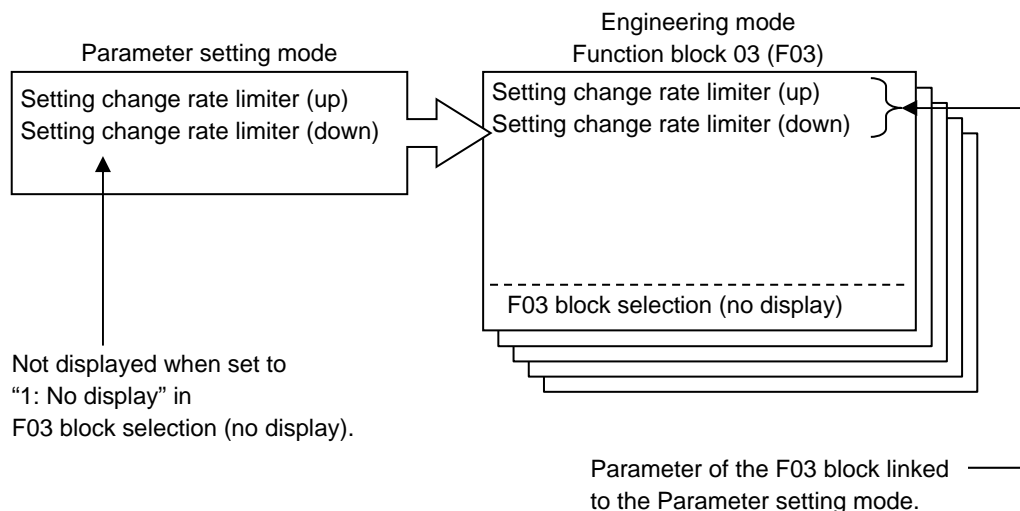 Engineering mode
Parameter setting mode
Function block 03 (F03)
Setting change rate limiter (up)
Setting change rate limiter (down)
Setting change rate limiter (up)
Setting change rate limiter (down)
F03 block selection (no display)
Not displayed when set to
“1: No display” in
F03 block selection (no display).
Parameter of the F03 block linked
to the Parameter setting mode.